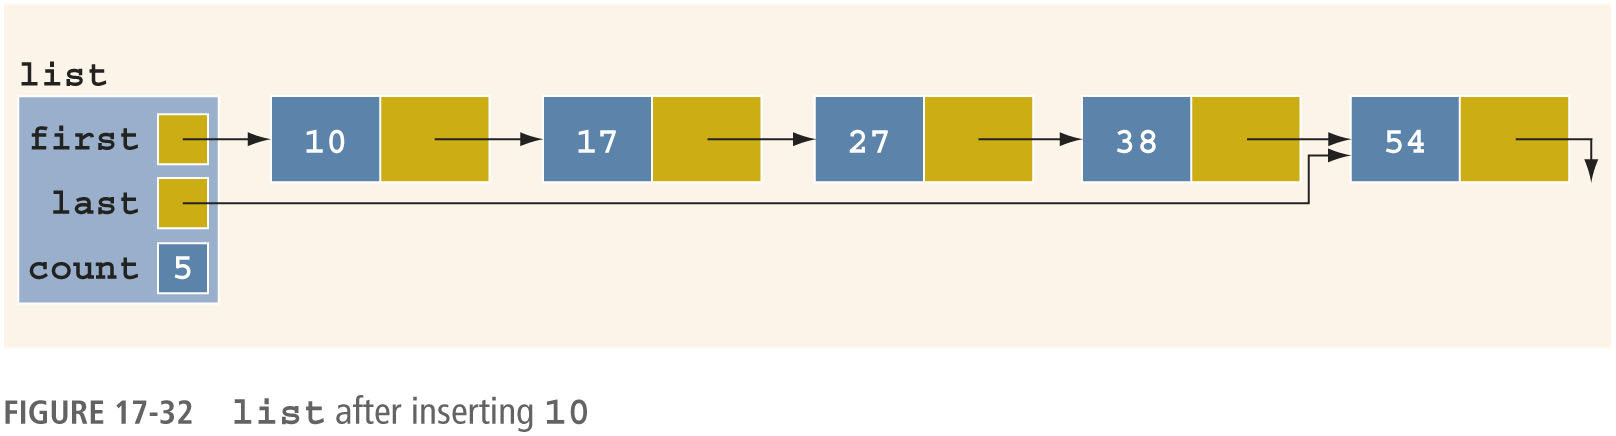 list
first 10 17 27 38 54
last
count 5
FIGURE 17-32 list after inserting 10